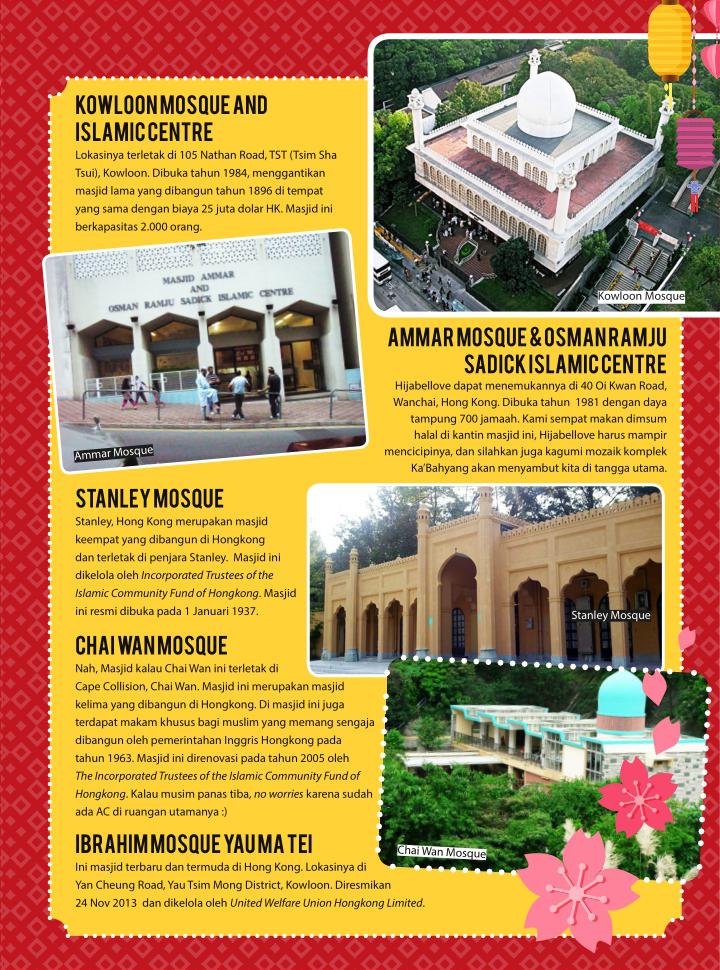 KOWLOON MOSQUE AND
ISLAMIC CENTRE
Lokasinya terletak di 105 Nathan Road, TST (Tsim Sha
Tsui), Kowloon. Dibuka tahun 1984, menggantikan
masjid lama yang dibangun tahun 1896 di tempat
yang sama dengan biaya 25 juta dolar HK. Masjid ini
berkapasitas 2.000 orang.
Kowloon Mosque
MASJID AMMAR
AND
OSMAN RAMJU SADICK ISLAMIC CENTRE
Ammar Mosque
AMMAR MOSQUE & OSMAN RAMJU
SADICK ISLAMIC CENTRE
Hijabellove dapat menemukannya di 40 Oi Kwan Road,
Wanchai, Hong Kong. Dibuka tahun 1981 dengan daya
tampung 700 jamaah. Kami sempat makan dimsum
halal di kantin masjid ini, Hijabellove harus mampir
mencicipinya, dan silahkan juga kagumi mozaik komplek
Ka'Bahyang akan menyambut kita di tangga utama.
STANLEY MOSQUE
Stanley, Hong Kong merupakan masjid
keempat yang dibangun di Hongkong
dan terletak di penjara Stanley. Masjid ini
dikelola oleh Incorporated Trustees of the
Islamic Community Fund of Hongkong. Masjid
ini resmi dibuka pada 1 Januari 1937.
Stanley Mosque
CHAI WAN MOSQUE
Nah, Masjid kalau Chai Wan ini terletak di
Cape Collision, Chai Wan. Masjid ini merupakan masjid
kelima yang dibangun di Hongkong. Di masjid ini juga
terdapat makam khusus bagi muslim yang memang sengaja
dibangun oleh pemerintahan Inggris Hongkong pada
tahun 1963. Masjid ini direnovasi pada tahun 2005 oleh
The Incorporated Trustees of the Islamic Community Fund of
Hongkong. Kalau musim panas tiba, no worries karena sudah
ada AC di ruangan utamanya :)
Chai Wan Mosque
IBRAHIM MOSQUE YAU MA TEI
Ini masjid terbaru dan termuda di Hong Kong. Lokasinya di
Yan Cheung Road, Yau Tsim Mong District, Kowloon. Diresmikan
24 Nov 2013 dan dikelola oleh United Welfare Union Hongkong Limited.